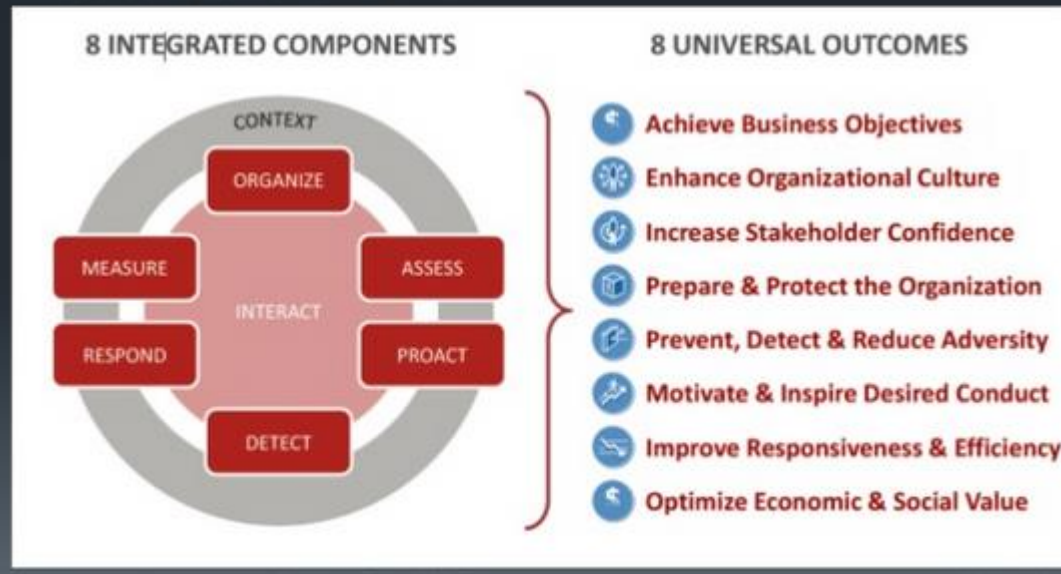 8 INTEGRATED COMPONENTS
8 UNIVERSAL OUTCOMES
CONTEXT
ORGANIZE
MEASURE
ASSESS
INTERACT
RESPOND
PROACT
DETECT
Achieve Business Objectives
Enhance Organizational Culture
Increase Stakeholder Confidence
Prepare & Protect the Organization
Prevent, Detect & Reduce Adversity
Motivate & Inspire Desired Conduct
Improve Responsiveness & Efficiency
Optimize Economic & Social Value